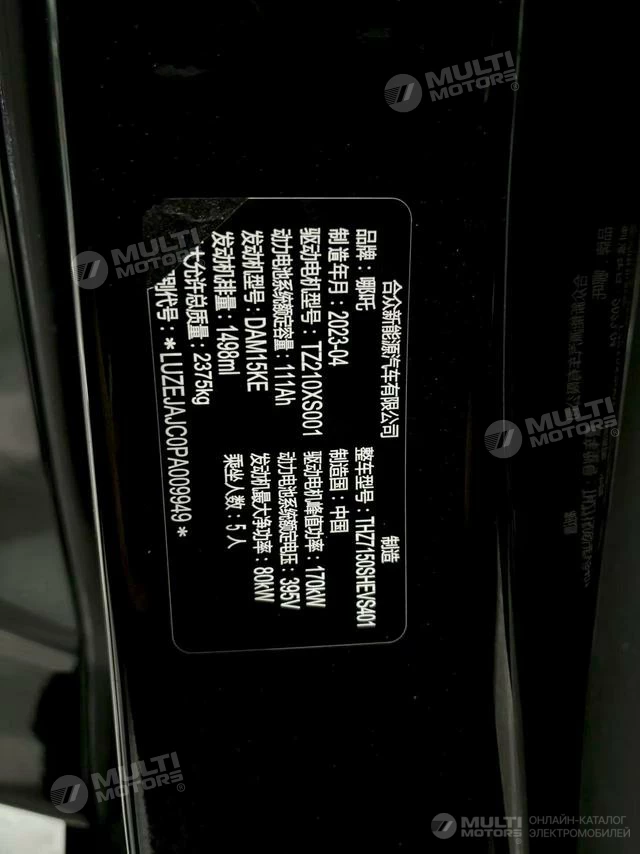 合众新能源汽车有限公司 制造
品牌：哪吒 整车型号：THZ7150SHEVS401
制造年月：2023-04 制造国：中国
驱动电机型号：TZ210XS001 驱动电机峰值功率：170kW
动力电池系统额定容量：111Ah 动力电池系统额定电压：395V
发动机型号：DAM15KE 发动机最大净功率：80kW
发动机排量：1498ml 乘坐人数：5人
大允许总质量：2375kg
别代号：*LUZEJAJC0PA009949*
MULTI MOTORS
MULTI MOTORS
MULTI MOTORS
MULTI MOTORS
ОНЛАЙН-КАТАЛОГ
ЭЛЕКТРОМОБИЛЕЙ